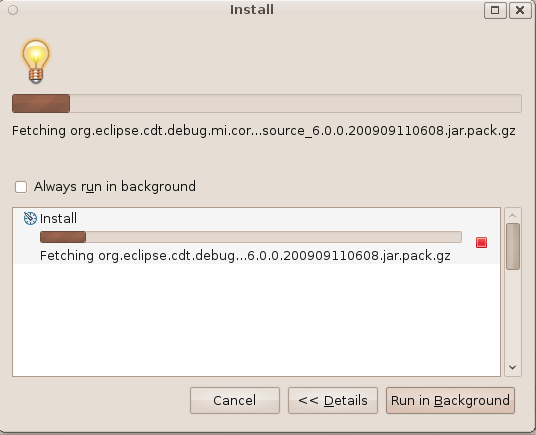 Install
Fetching org.eclipse.cdt.debug.mi.cor...source_6.0.0.200909110608.jar.pack.gz
Always run in background
Install
Fetching org.eclipse.cdt.debug...6.0.0.200909110608.jar.pack.gz
Cancel
<< Details
Run in Background